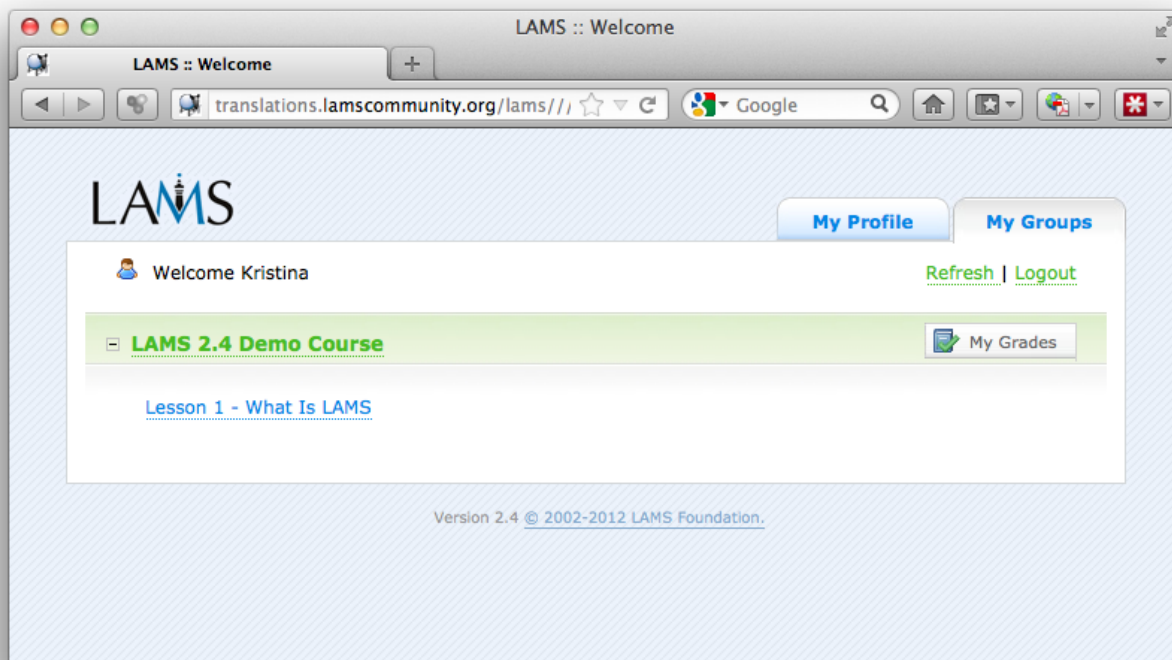 LAMS :: Welcome
LAMS :: Welcome
translations.lamscommunity.org/lams/// Google
LAMS
My Profile My Groups
Welcome Kristina Refresh | Logout
LAMS 2.4 Demo Course My Grades
Lesson 1 - What Is LAMS
Version 2.4 © 2002-2012 LAMS Foundation.